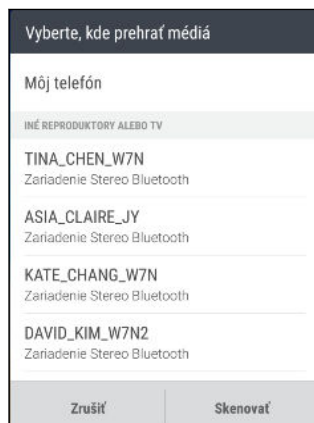 Vyberte, kde prehrať médiá
Môj telefón
INÉ REPRODUKTORY ALEBO TV
TINA_CHEN_W7N
Zariadenie Stereo Bluetooth
ASIA_CLAIRE_JY
Zariadenie Stereo Bluetooth
KATE_CHANG_W7N
Zariadenie Stereo Bluetooth
DAVID_KIM_W7N2
Zariadenie Stereo Bluetooth
Zrušiť
Skenovať